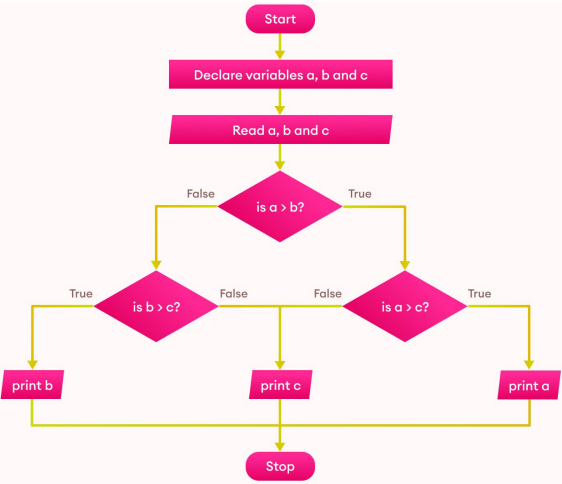 Start
Declare variables a, b and c
Read a, b and c
False
is a > b?
True
True
is b > c?
False
False
is a > c?
True
print b
print c
print a
Stop